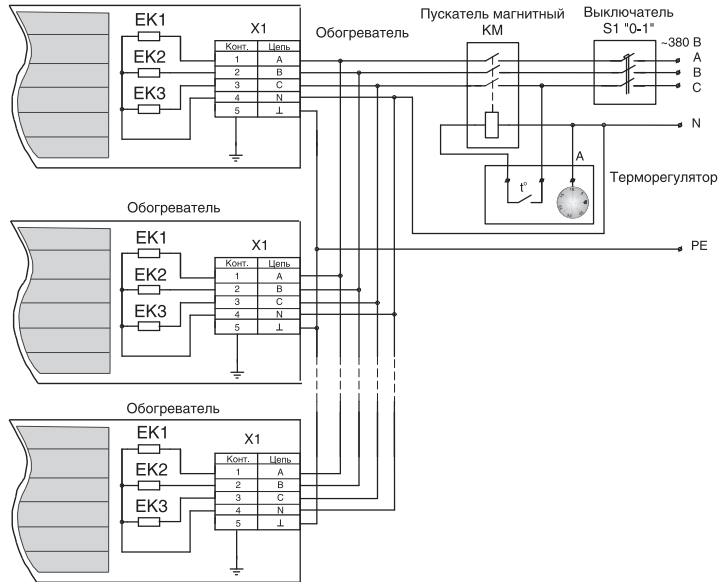 EK1
EK2
EK3
X1
Конт. Цепь
1 A
2 B
3 C
4 N
5 ⊥
Обогреватель
Пускатель магнитный
КМ
Выключатель
S1 "0-1"
~380 В
A
B
C
N
A
t°
Терморегулятор
PE
Обогреватель
EK1
EK2
EK3
X1
Конт. Цепь
1 A
2 B
3 C
4 N
5 ⊥
Обогреватель
EK1
EK2
EK3
X1
Конт. Цепь
1 A
2 B
3 C
4 N
5 ⊥